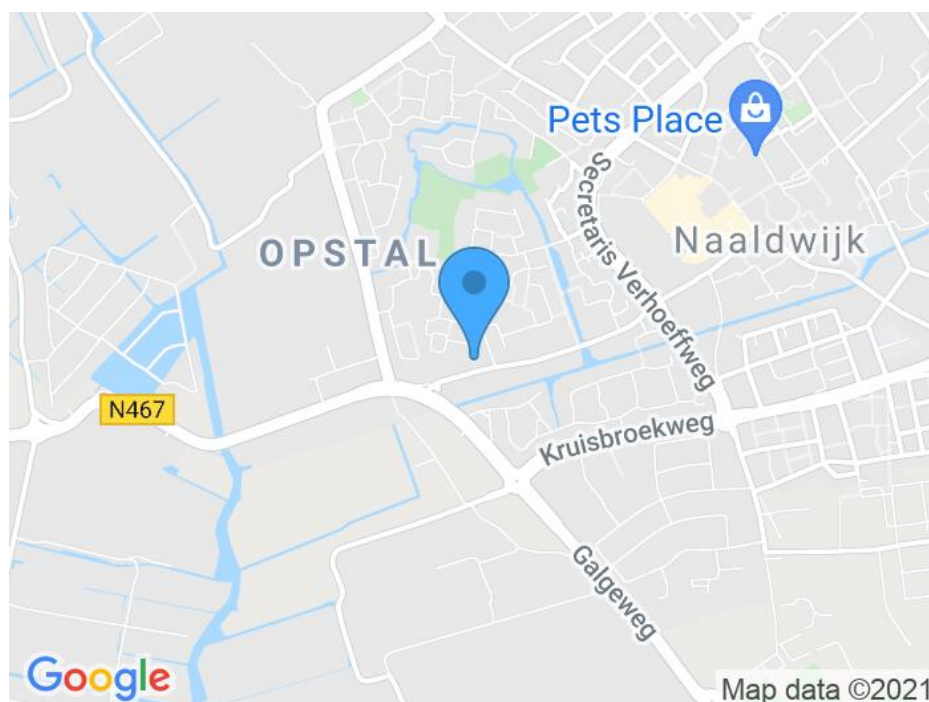 Pets Place
Secretaris Verhoeffweg
OPSTAL
Naaldwijk
N467
Kruisbroekweg
Galgeweg
Google
Map data ©2021